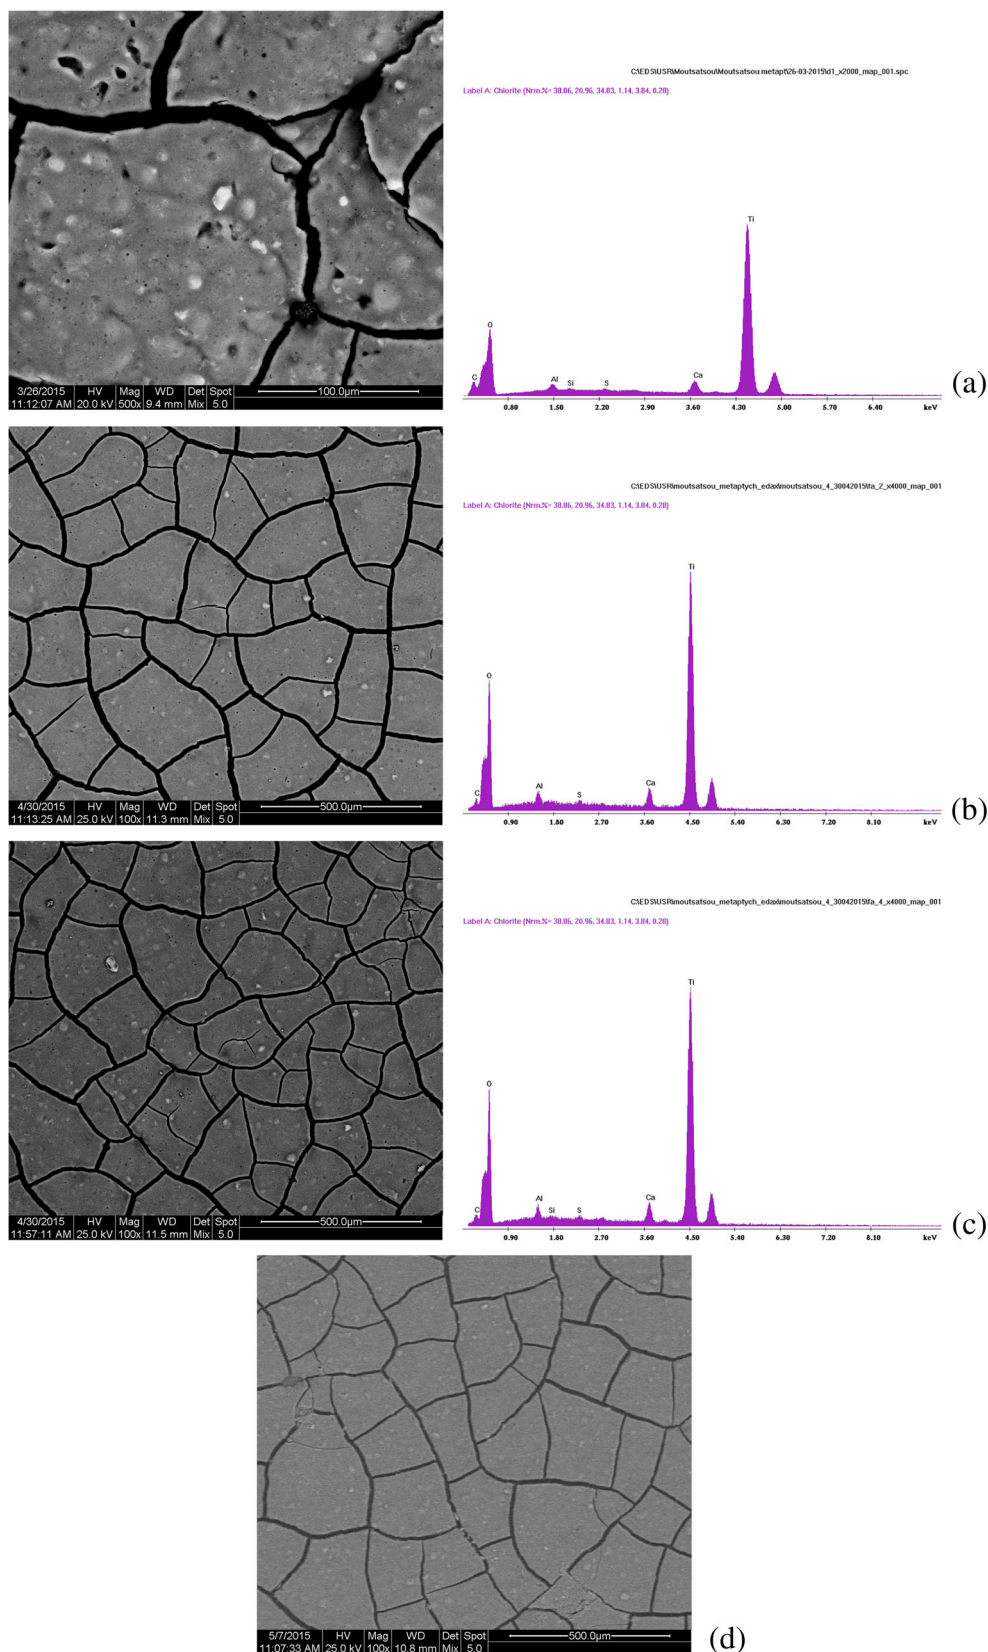 C:\EDS\USR\Moutsatsou\Moutsatsou metapt\26-03-2015\d1_x2000_map_001.spc
Label A: Chlorite (Nrm.%= 38.86, 20.96, 34.83, 1.14, 3.84, 0.28)
Ti
O
C
Al
Si
S
Ca
0.80 1.50 2.20 2.90 3.60 4.30 5.00 5.70 6.40 keV
3/26/2015 HV Mag WD Det Spot 100.0µm
11:12:07 AM 20.0 kV 500x 9.4 mm Mix 5.0
(a)
C:\EDS\USR\moutsatsou_metaptych_edax\moutsatsou_4_30042015\fa_2_x4000_map_001
Label A: Chlorite (Nrm.%= 38.86, 20.96, 34.83, 1.14, 3.84, 0.28)
Ti
O
C
Al
S
Ca
0.90 1.80 2.70 3.60 4.50 5.40 6.30 7.20 8.10 keV
4/30/2015 HV Mag WD Det Spot 500.0µm
11:13:25 AM 25.0 kV 100x 11.3 mm Mix 5.0
(b)
C:\EDS\USR\moutsatsou_metaptych_edax\moutsatsou_4_30042015\fa_4_x4000_map_001
Label A: Chlorite (Nrm.%= 38.86, 20.96, 34.83, 1.14, 3.84, 0.28)
Ti
O
C
Al
Si
S
Ca
0.90 1.80 2.70 3.60 4.50 5.40 6.30 7.20 8.10 keV
4/30/2015 HV Mag WD Det Spot 500.0µm
11:57:11 AM 25.0 kV 100x 11.5 mm Mix 5.0
(c)
5/7/2015 HV Mag WD Det Spot 500.0µm
11:07:33 AM 25.0 kV 100x 10.8 mm Mix 5.0
(d)